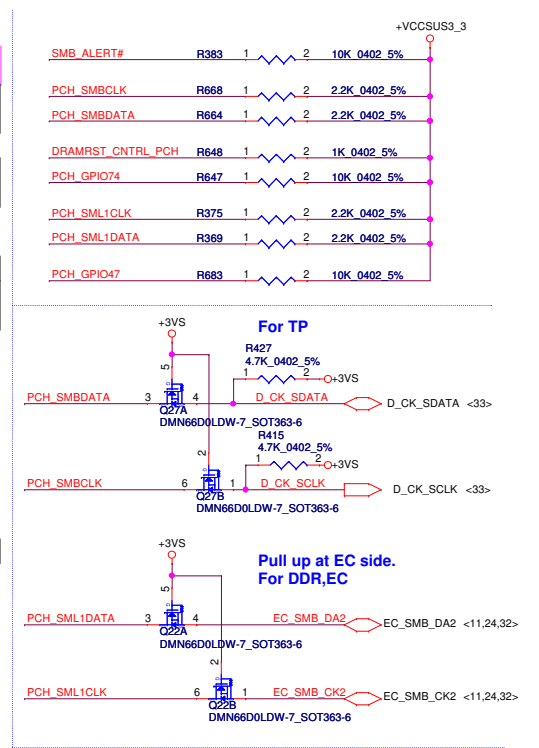 +VCCSUS3_3
SMB_ALERT# R383 1 2 10K_0402_5%
PCH_SMBCLK R668 1 2 2.2K_0402_5%
PCH_SMBDATA R664 1 2 2.2K_0402_5%
DRAMRST_CNTRL_PCH R648 1 2 1K_0402_5%
PCH_GPIO74 R647 1 2 10K_0402_5%
PCH_SML1CLK R375 1 2 2.2K_0402_5%
PCH_SML1DATA R369 1 2 2.2K_0402_5%
PCH_GPIO47 R683 1 2 10K_0402_5%
+3VS For TP
R427
4.7K_0402_5%
5 1 2 +3VS
PCH_SMBDATA 3 4 D_CK_SDATA D_CK_SDATA <33>
Q27A
DMN66D0LDW-7_SOT363-6
R415
4.7K_0402_5%
2 1 2 +3VS
PCH_SMBCLK 6 1 D_CK_SCLK D_CK_SCLK <33>
Q27B
DMN66D0LDW-7_SOT363-6
+3VS
Pull up at EC side.
For DDR,EC
5
PCH_SML1DATA 3 4 EC_SMB_DA2 EC_SMB_DA2 <11,24,32>
Q22A
DMN66D0LDW-7_SOT363-6
2
PCH_SML1CLK 6 1 EC_SMB_CK2 EC_SMB_CK2 <11,24,32>
Q22B
DMN66D0LDW-7_SOT363-6